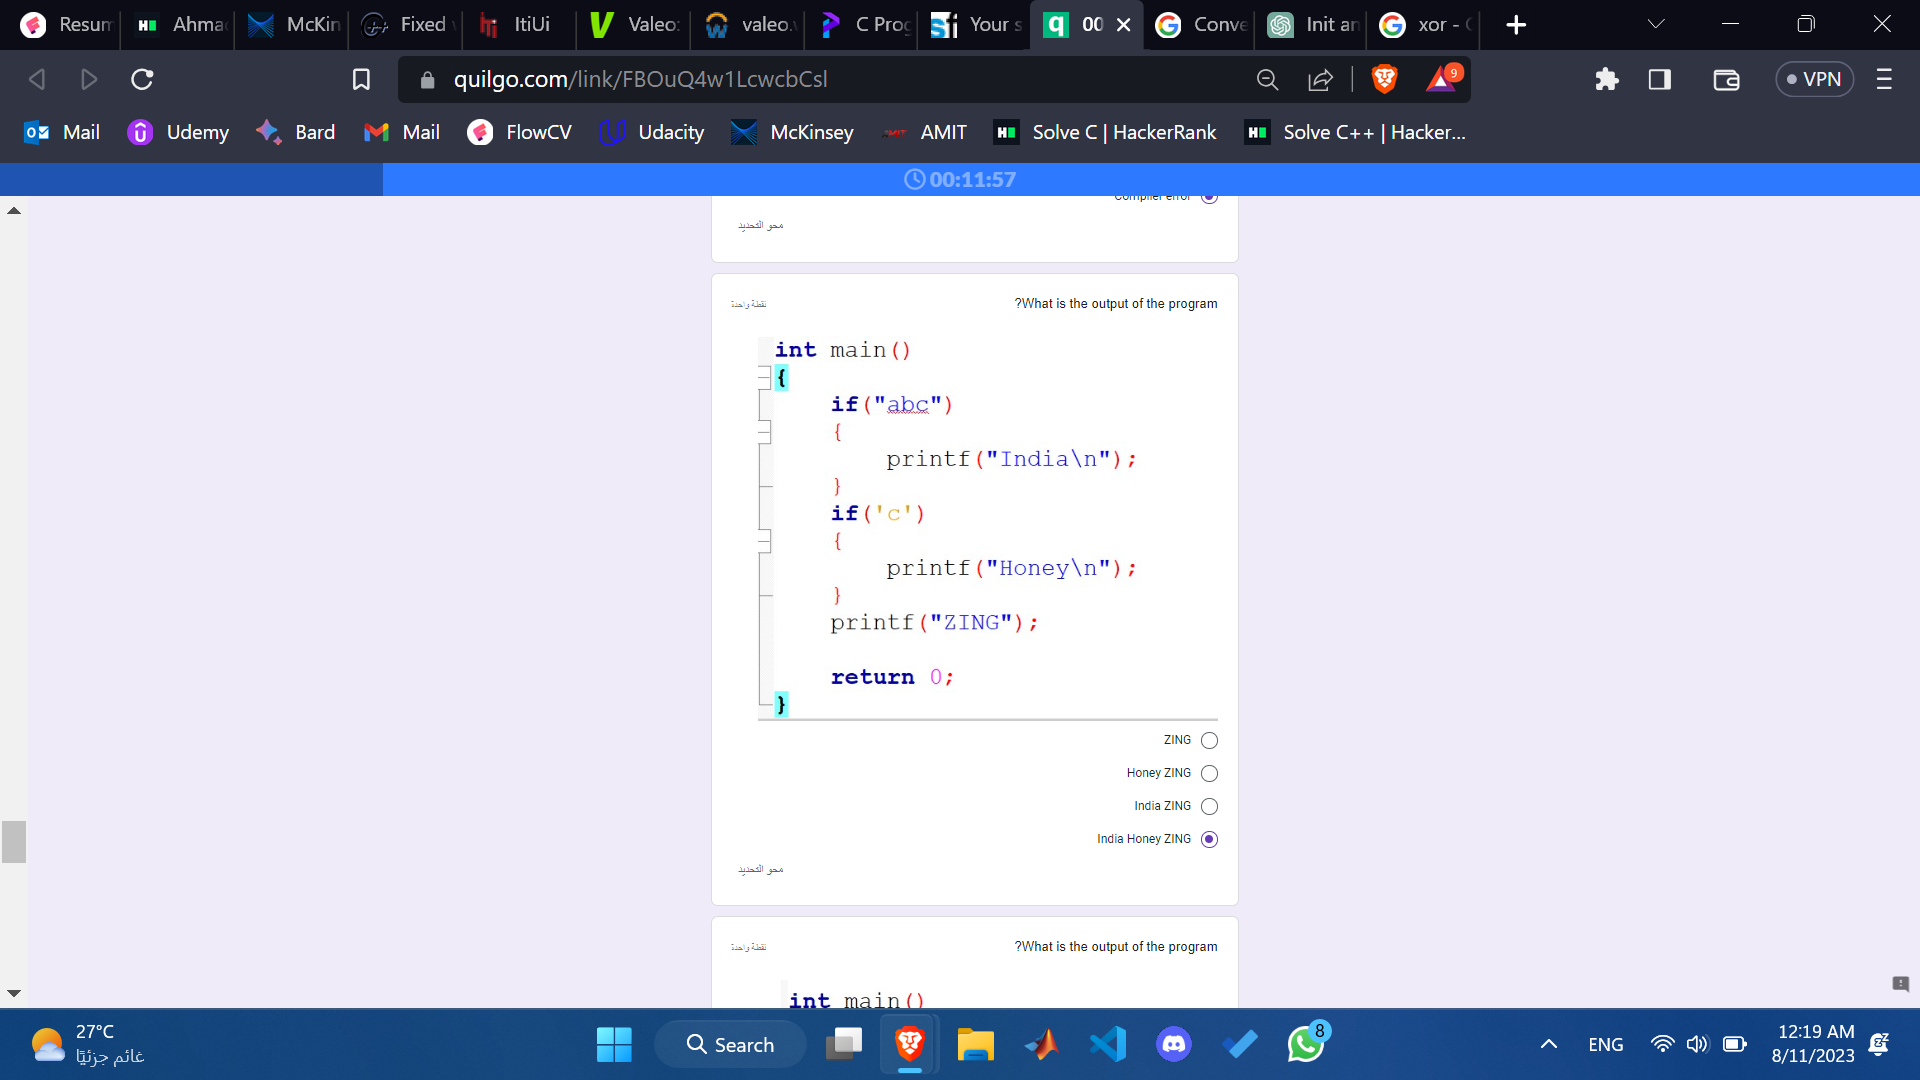 Resum
Ahma
McKin
Fixed
ItiUi
Valeo:
valeo.
C Prog
Your s
00
Conve
Init an
xor - G
quilgo.com/link/FBOuQ4w1LcwcbCsl
9
VPN
Mail
Udemy
Bard
Mail
FlowCV
Udacity
McKinsey
AMIT
Solve C | HackerRank
Solve C++ | Hacker...
00:11:57
Compiler error
محو التحديد
?What is the output of the program
نقطة واحدة
int main()
{
if("abc")
{
printf("India\n");
}
if('c')
{
printf("Honey\n");
}
printf("ZING");
return 0;
}
ZING
Honey ZING
India ZING
India Honey ZING
محو التحديد
?What is the output of the program
نقطة واحدة
int main()
27°C
غائم جزئيًا
Search
8
ENG
12:19 AM
8/11/2023